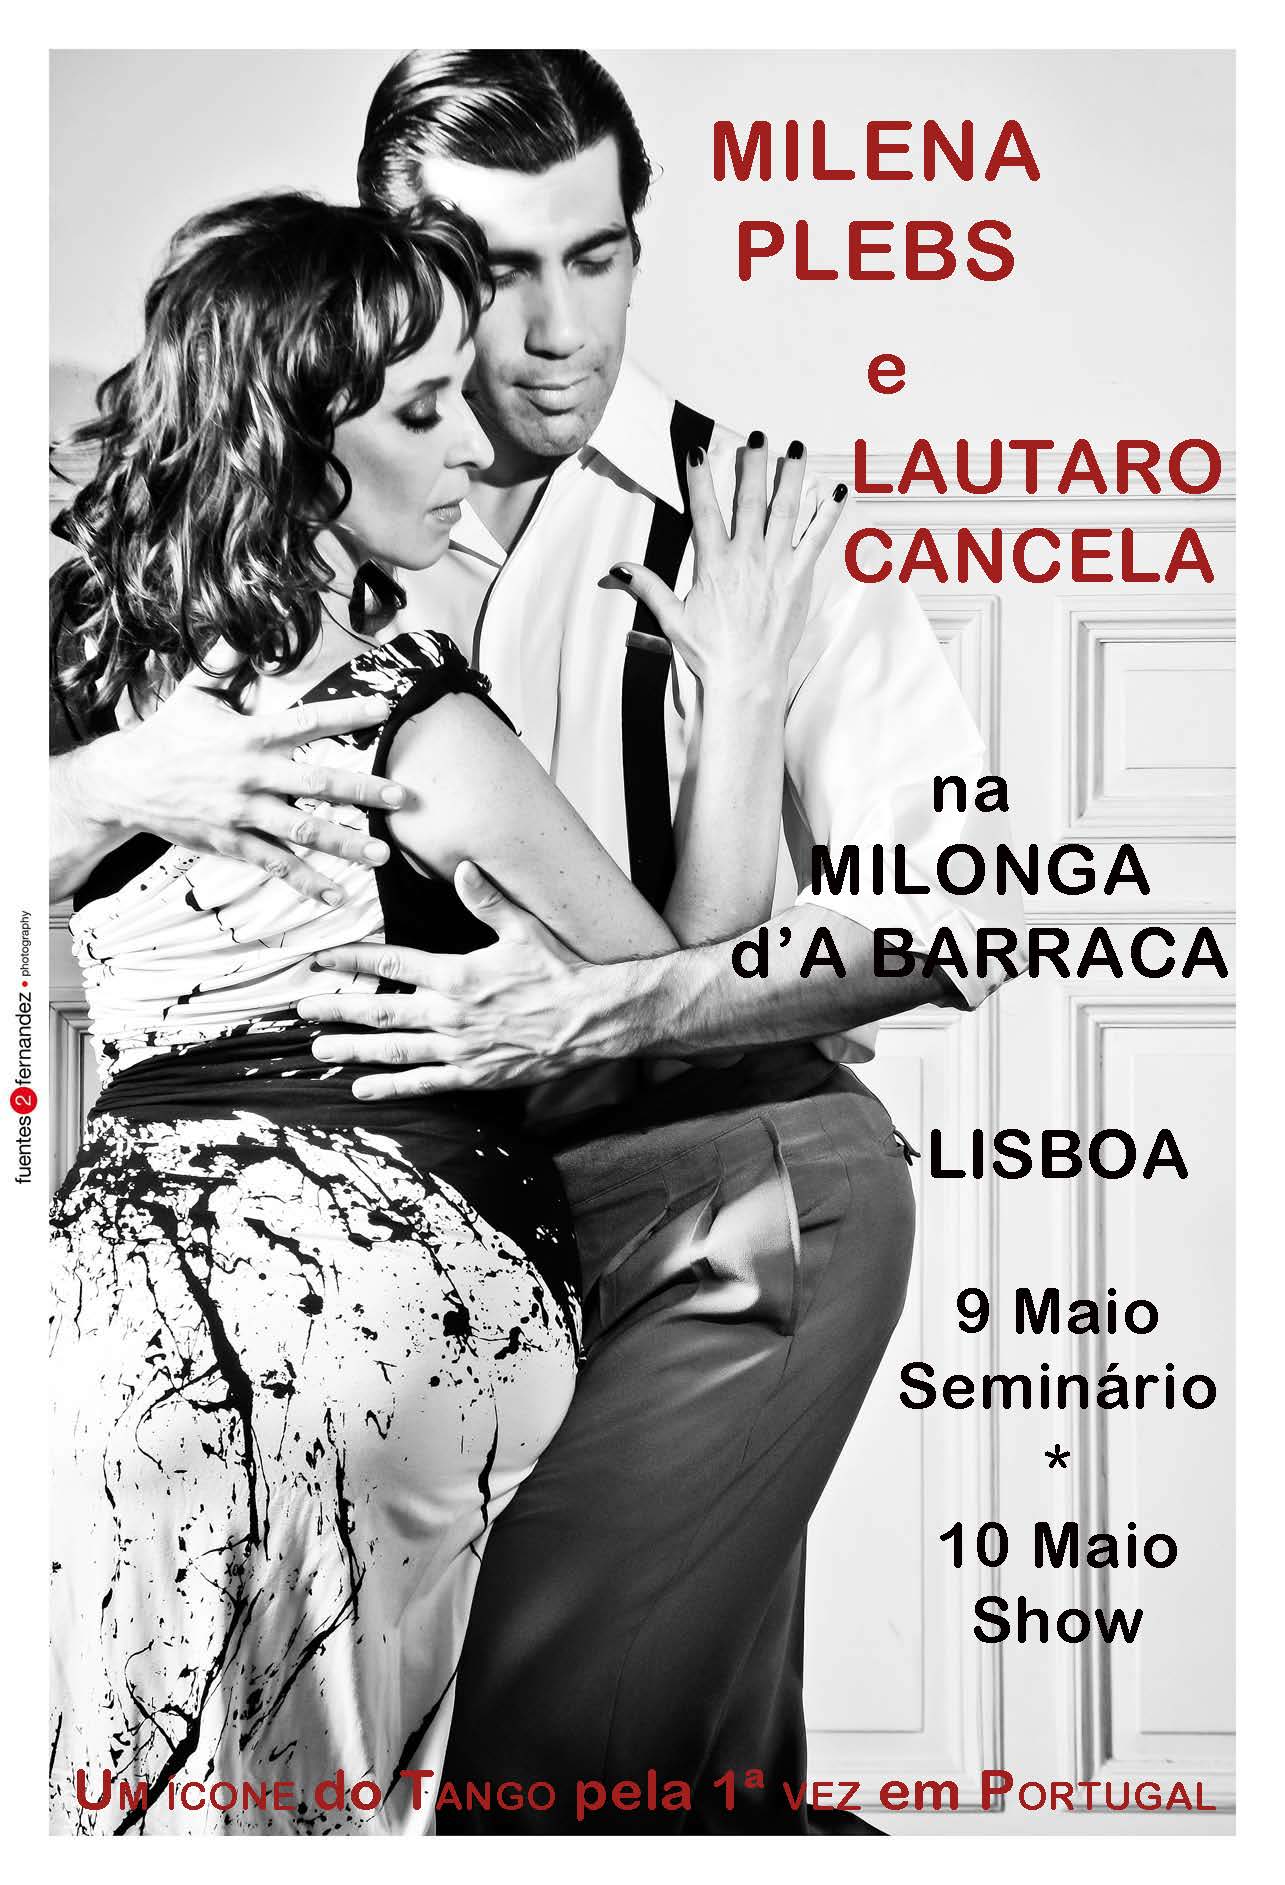 MILENA
PLEBS
e
LAUTARO
CANCELA
na
MILONGA
d'A BARRACA
LISBOA
9 Maio
Seminário
*
10 Maio
Show
UM ÍCONE do TANGO pela 1ª VEZ em PORTUGAL
fuentes 2 fernandez • photography